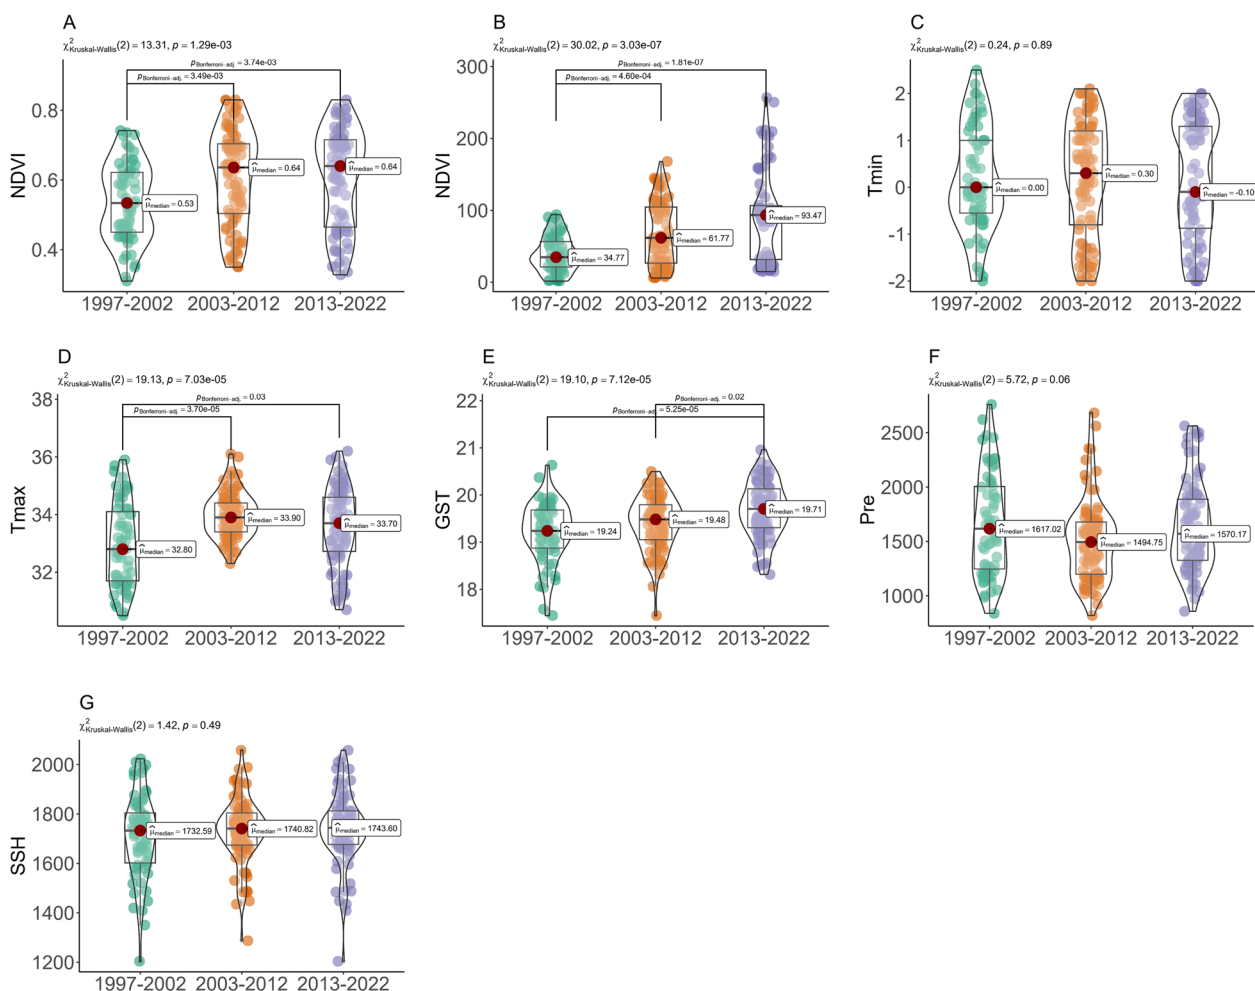 A
χ²Kruskal-Wallis(2) = 13.31, p = 1.29e-03
pBonferroni-adj. = 3.74e-03
pBonferroni-adj. = 3.49e-03
0.8
0.6
0.4
NDVI
μ̂median = 0.53
μ̂median = 0.64
μ̂median = 0.64
1997-2002 2003-2012 2013-2022
B
χ²Kruskal-Wallis(2) = 30.02, p = 3.03e-07
pBonferroni-adj. = 1.81e-07
pBonferroni-adj. = 4.60e-04
300
200
100
0
NDVI
μ̂median = 34.77
μ̂median = 61.77
μ̂median = 93.47
1997-2002 2003-2012 2013-2022
C
χ²Kruskal-Wallis(2) = 0.24, p = 0.89
2
1
0
-1
-2
Tmin
μ̂median = 0.00
μ̂median = 0.30
μ̂median = -0.10
1997-2002 2003-2012 2013-2022
D
χ²Kruskal-Wallis(2) = 19.13, p = 7.03e-05
pBonferroni-adj. = 0.03
pBonferroni-adj. = 3.70e-05
38
36
34
32
Tmax
μ̂median = 32.80
μ̂median = 33.90
μ̂median = 33.70
1997-2002 2003-2012 2013-2022
E
χ²Kruskal-Wallis(2) = 19.10, p = 7.12e-05
pBonferroni-adj. = 0.02
pBonferroni-adj. = 5.25e-05
22
21
20
19
18
GST
μ̂median = 19.24
μ̂median = 19.48
μ̂median = 19.71
1997-2002 2003-2012 2013-2022
F
χ²Kruskal-Wallis(2) = 5.72, p = 0.06
2500
2000
1500
1000
Pre
μ̂median = 1617.02
μ̂median = 1494.75
μ̂median = 1570.17
1997-2002 2003-2012 2013-2022
G
χ²Kruskal-Wallis(2) = 1.42, p = 0.49
2000
1800
1600
1400
1200
SSH
μ̂median = 1732.59
μ̂median = 1740.82
μ̂median = 1743.60
1997-2002 2003-2012 2013-2022